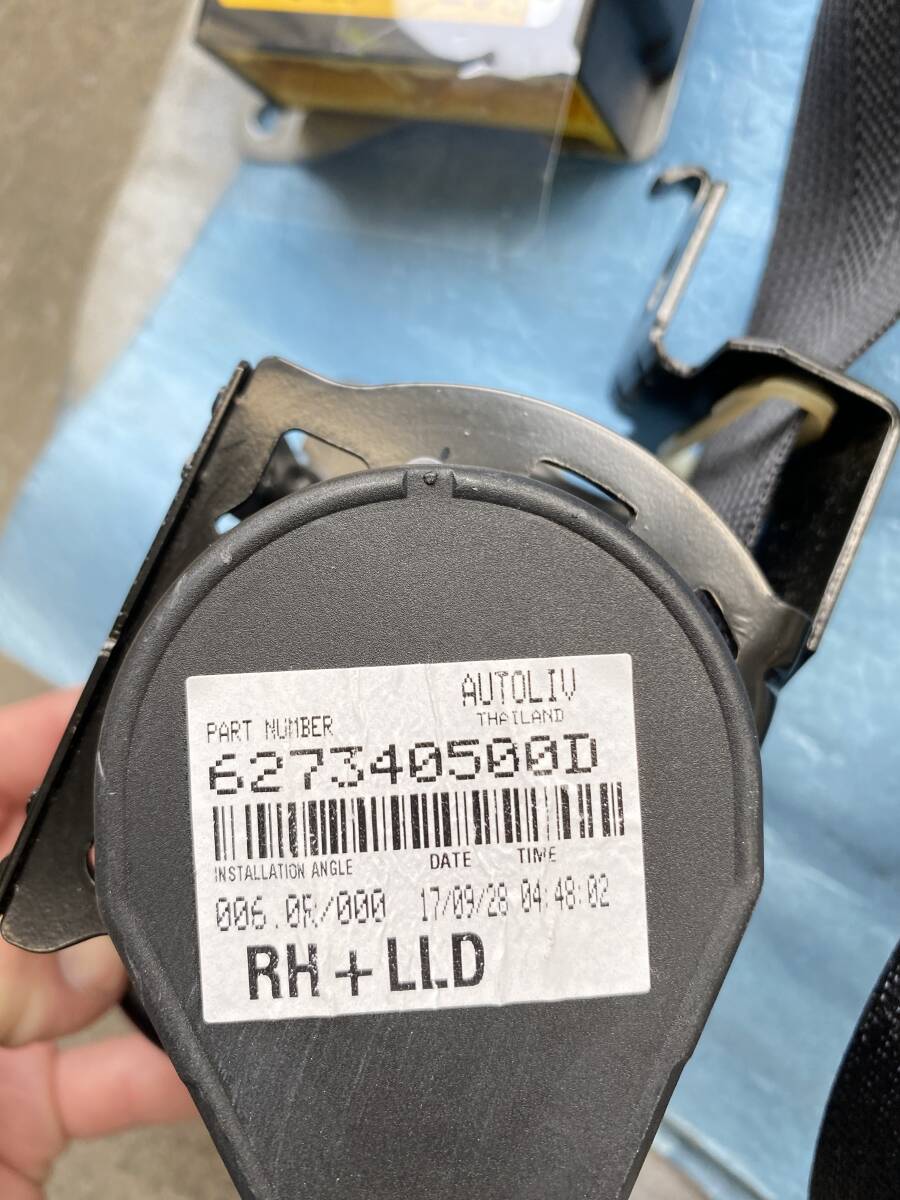 AUTOLIV
THAILAND
PART NUMBER
627340500D
INSTALLATION ANGLE
DATE
TIME
006.0R/000
17/09/28
04:48:02
RH + LLD